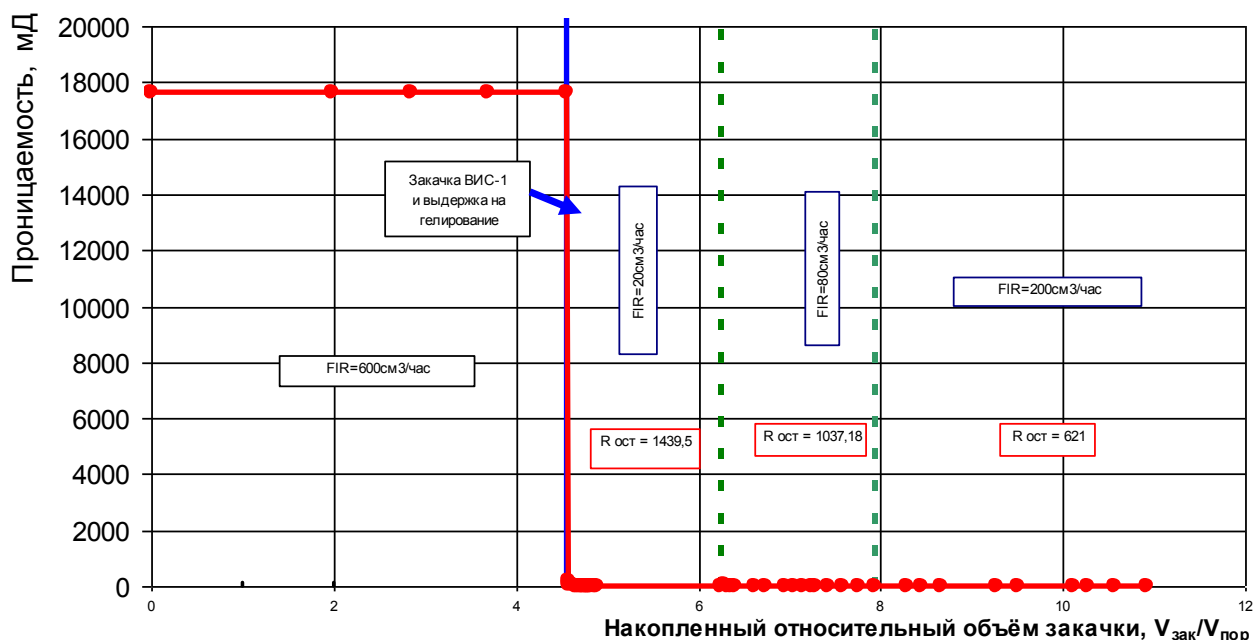 Проницаемость, мД
20000
18000
16000
14000
12000
10000
8000
6000
4000
2000
0
Закачка ВИС-1
и выдержка на
гелирование
FIR=600см3/час
FIR=20см3/час
FIR=80см3/час
FIR=200см3/час
R ост = 1439,5
R ост = 1037,18
R ост = 621
0 2 4 6 8 10 12
Накопленный относительный объём закачки, Vзак/Vпор